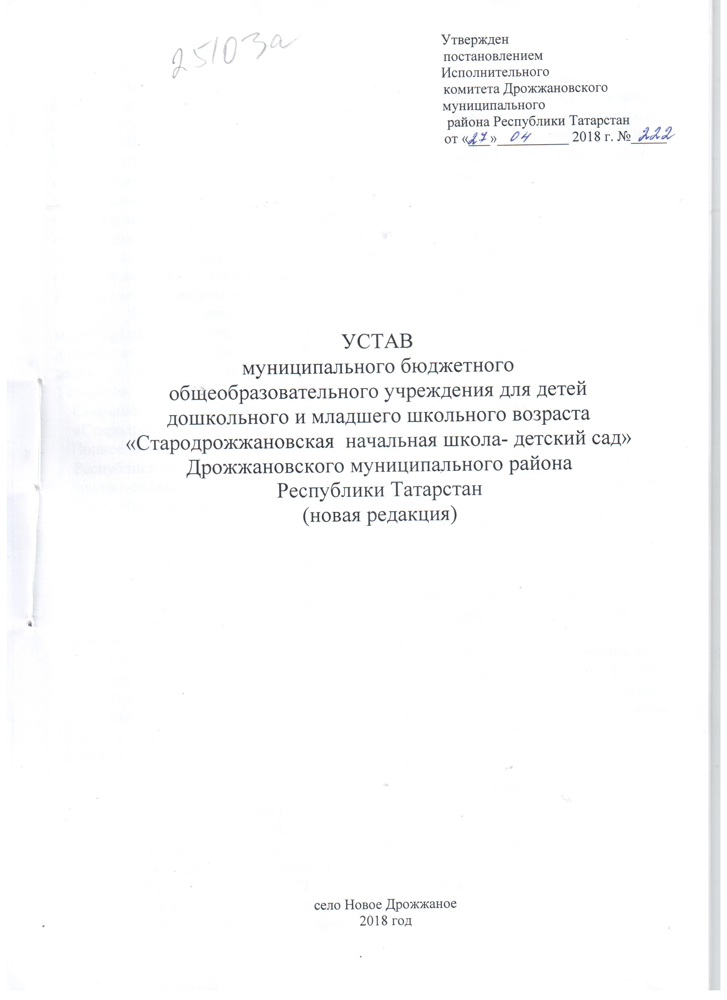 25103а
Утвержден
постановлением
Исполнительного
комитета Дрожжановского
муниципального
района Республики Татарстан
от «27» 04 2018 г. № 222
УСТАВ
муниципального бюджетного
общеобразовательного учреждения для детей
дошкольного и младшего школьного возраста
«Стародрожжановская начальная школа- детский сад»
Дрожжановского муниципального района
Республики Татарстан
(новая редакция)
село Новое Дрожжаное
2018 год